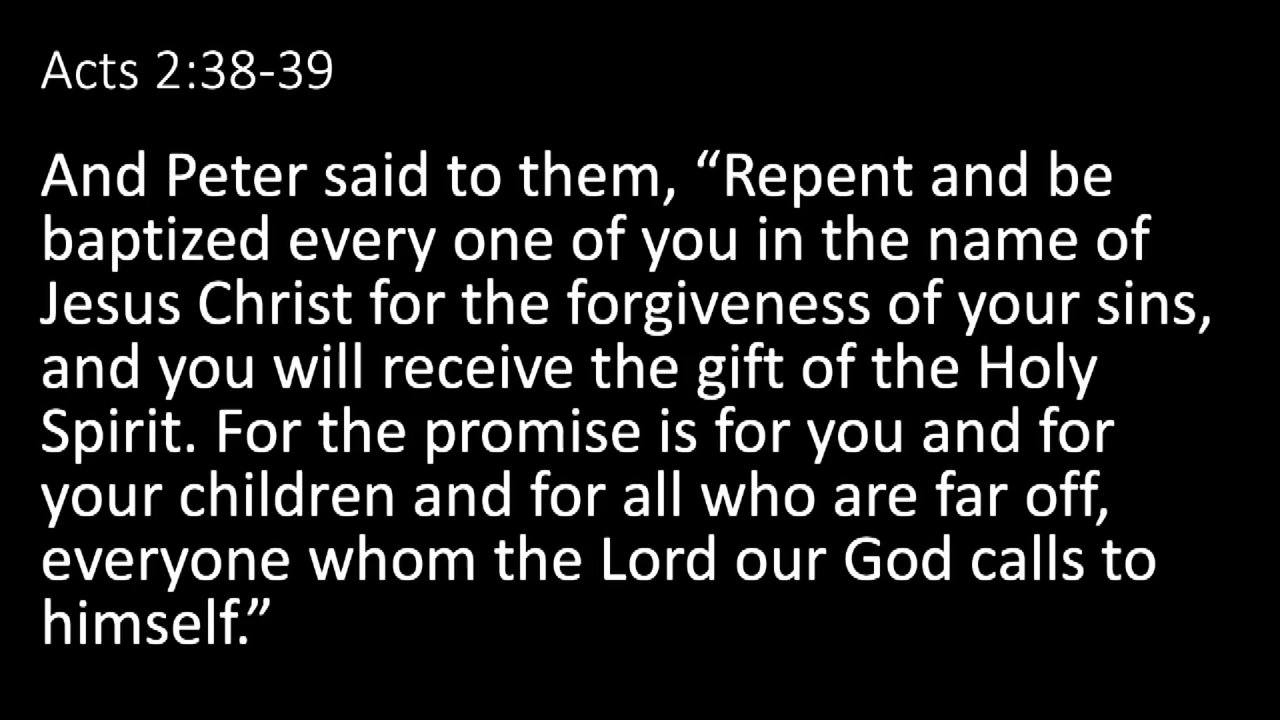 Acts 2:38-39
And Peter said to them, “Repent and be
baptized every one of you in the name of
Jesus Christ for the forgiveness of your sins,
and you will receive the gift of the Holy
Spirit. For the promise is for you and for
your children and for all who are far off,
everyone whom the Lord our God calls to
himself.”